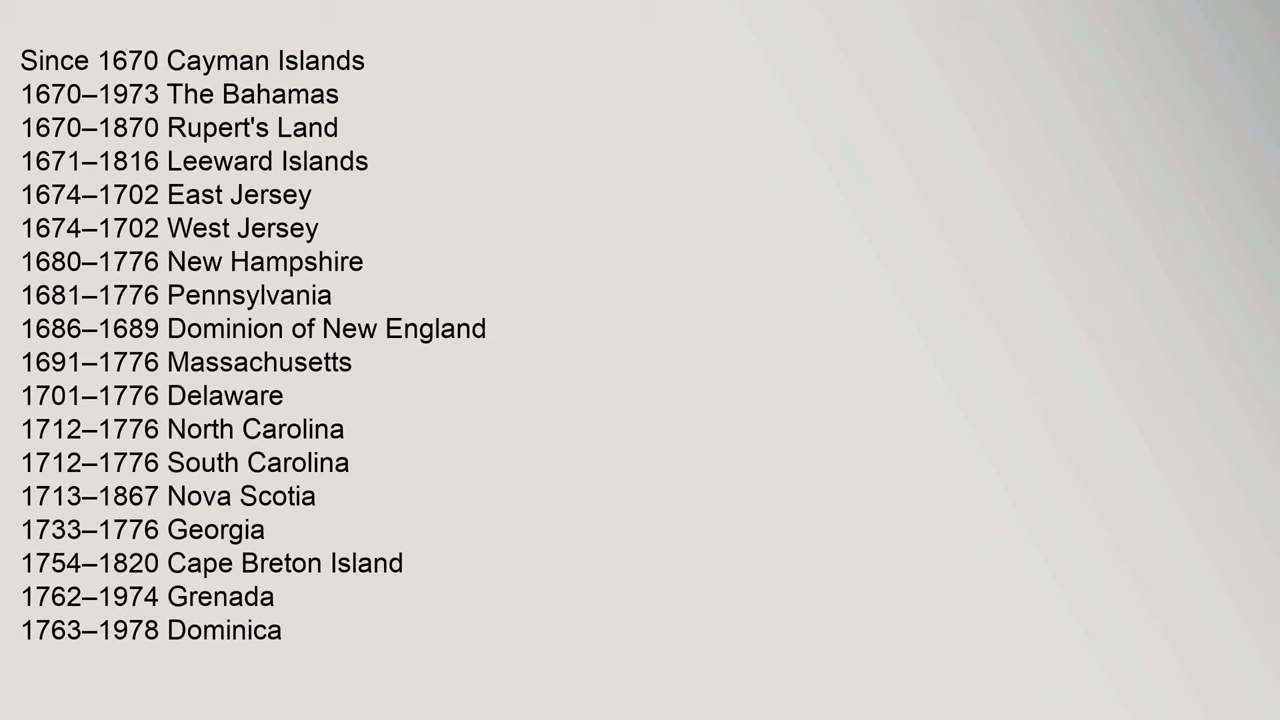 Since 1670 Cayman Islands
1670–1973 The Bahamas
1670–1870 Rupert's Land
1671–1816 Leeward Islands
1674–1702 East Jersey
1674–1702 West Jersey
1680–1776 New Hampshire
1681–1776 Pennsylvania
1686–1689 Dominion of New England
1691–1776 Massachusetts
1701–1776 Delaware
1712–1776 North Carolina
1712–1776 South Carolina
1713–1867 Nova Scotia
1733–1776 Georgia
1754–1820 Cape Breton Island
1762–1974 Grenada
1763–1978 Dominica